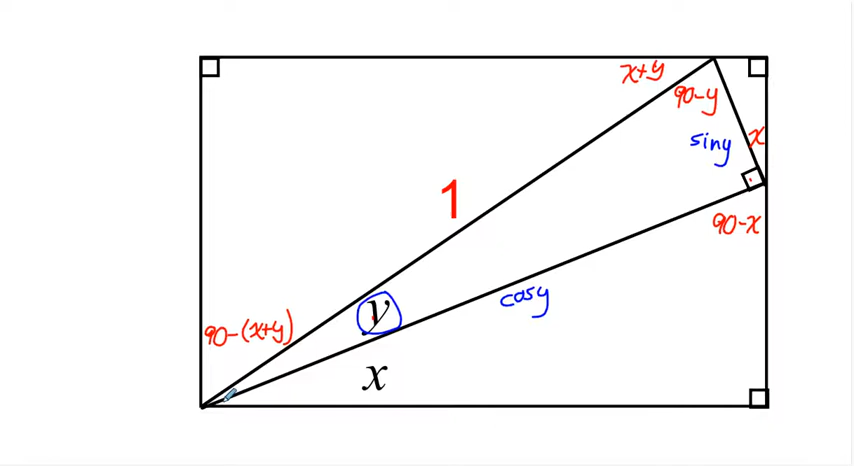 x+y
90-y
siny
x
1
90-x
cosy
y
90-(x+y)
x